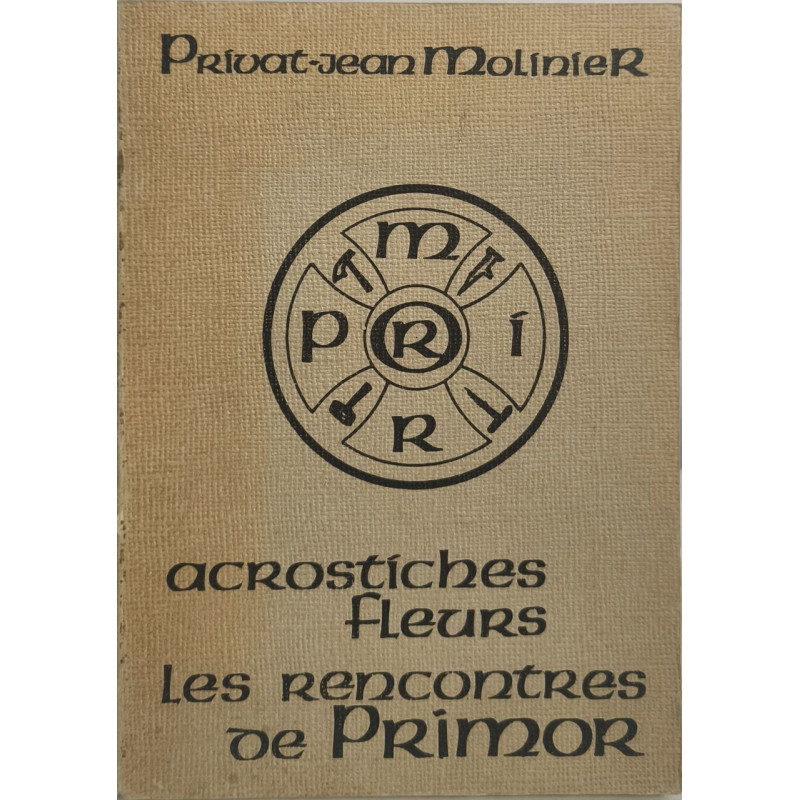 Privat-Jean Molinier
M
P R i
R
acrostiches
fleurs
Les rencontres
de Primor